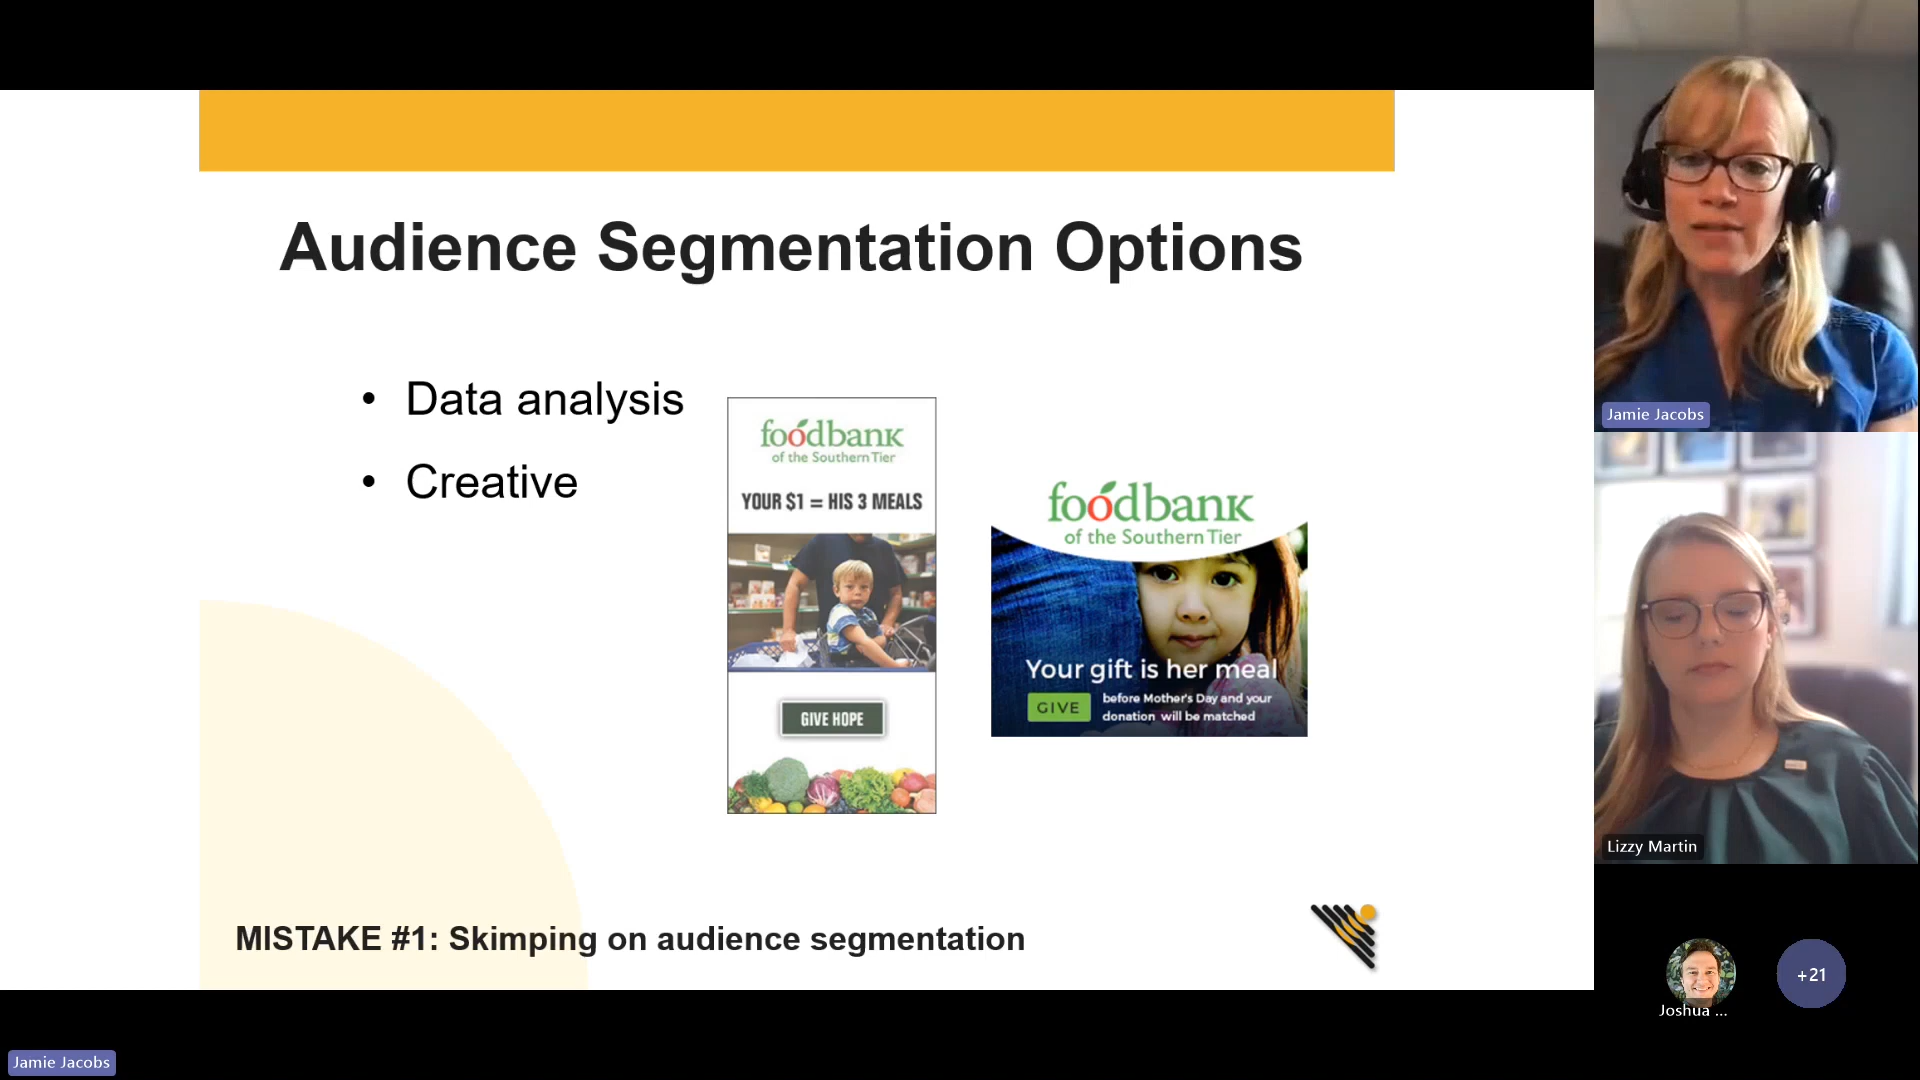 Audience Segmentation Options
• Data analysis
• Creative
foodbank
of the Southern Tier
YOUR $1 = HIS 3 MEALS
GIVE HOPE
foodbank
of the Southern Tier
Your gift is her meal
GIVE
before Mother's Day and your
donation will be matched
MISTAKE #1: Skimping on audience segmentation
Jamie Jacobs
Lizzy Martin
Joshua ...
+21
Jamie Jacobs